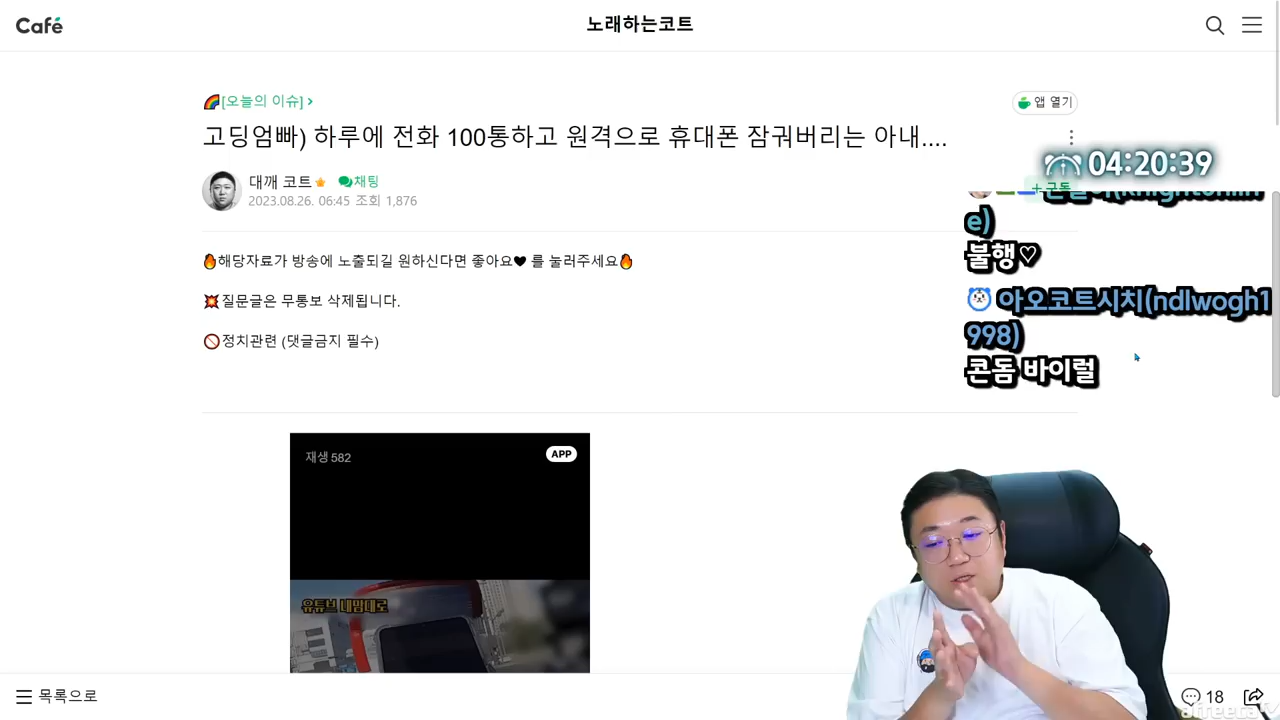 Café
노래하는코트
[오늘의 이슈] >
앱 열기
고딩엄빠) 하루에 전화 100통하고 원격으로 휴대폰 잠궈버리는 아내....
04:20:39
대깨 코트
채팅
+ 구독
2023.08.26. 06:45 조회 1,876
e)
불행♡
해당자료가 방송에 노출되길 원하신다면 좋아요♥ 를 눌러주세요
질문글은 무통보 삭제됩니다.
정치관련 (댓글금지 필수)
아오코트시치(ndlwogh1
998)
콘돔 바이럴
재생 582
APP
유튜브 내맘대로
목록으로
18
afreecaTV